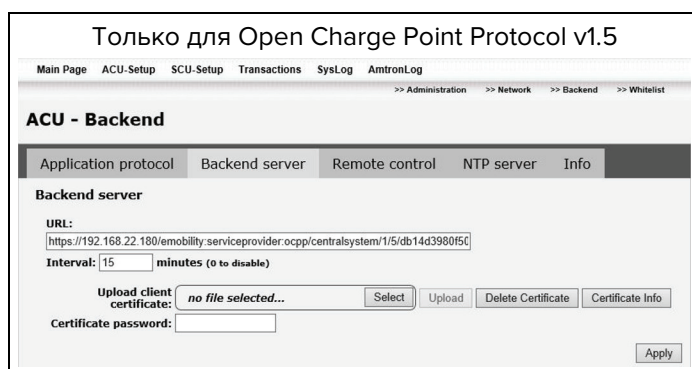 Только для Open Charge Point Protocol v1.5
Main Page ACU-Setup SCU-Setup Transactions SysLog AmtronLog
>> Administration >> Network >> Backend >> Whitelist
ACU - Backend
Application protocol Backend server Remote control NTP server Info
Backend server
URL:
https://192.168.22.180/emobility:serviceprovider:ocpp/centralsystem/1/5/db14d3980f50
Interval: 15 minutes (0 to disable)
Upload client certificate: no file selected... Select Upload Delete Certificate Certificate Info
Certificate password:
Apply